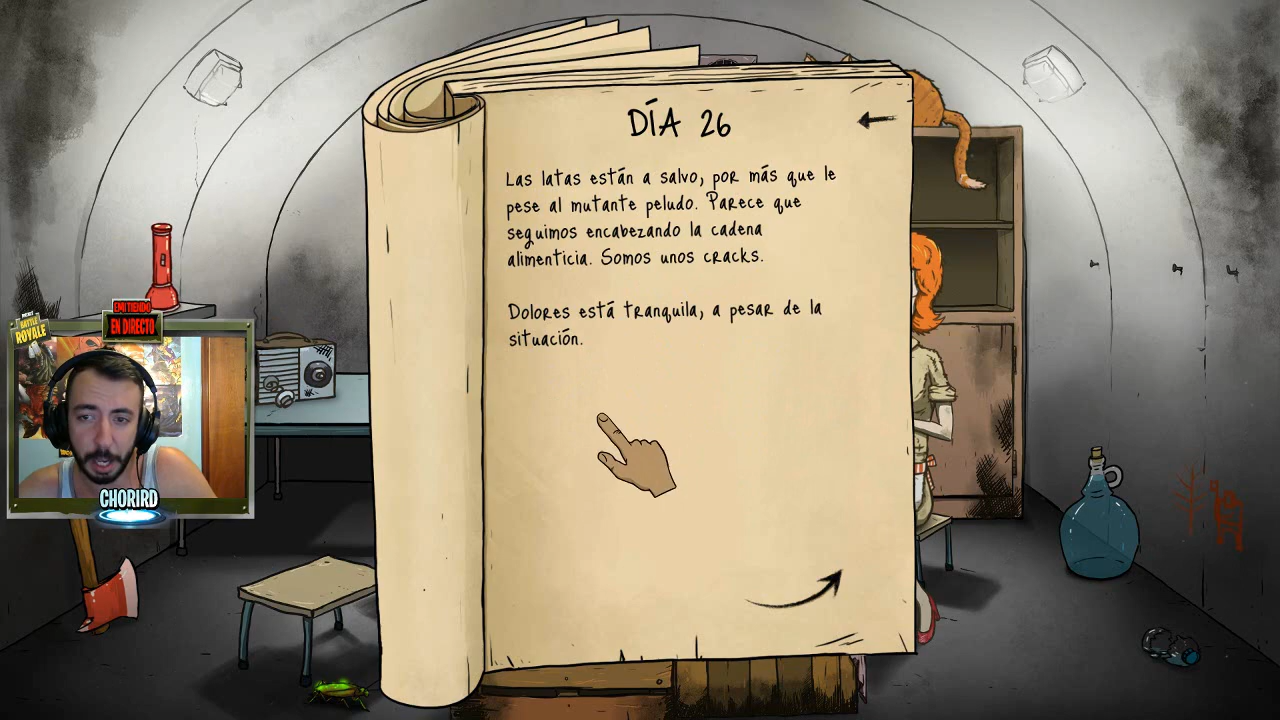 DÍA 26
Las latas están a salvo, por más que le
pese al mutante peludo. Parece que
seguimos encabezando la cadena
alimenticia. Somos unos cracks.
Dolores está tranquila, a pesar de la
situación.
EMITIENDO
EN DIRECTO
BATTLE
ROYALE
CHORIRD